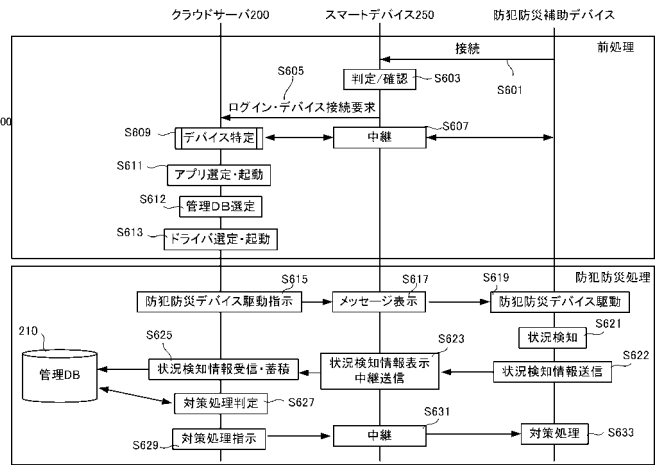 クラウドサーバ200
スマートデバイス250
防犯防災補助デバイス
接続
前処理
S605
判定/確認
S603
S601
ログイン・デバイス接続要求
00
S609
デバイス特定
中継
S607
S611
アプリ選定・起動
S612
管理DB選定
S613
ドライバ選定・起動
防犯防災処理
S615
S617
S619
防犯防災デバイス駆動指示
メッセージ表示
防犯防災デバイス駆動
S621
状況検知
210
S625
S623
S622
管理DB
状況検知情報受信・蓄積
状況検知情報表示
中継送信
状況検知情報送信
対策処理判定
S627
S631
対策処理指示
中継
対策処理
S633
S629